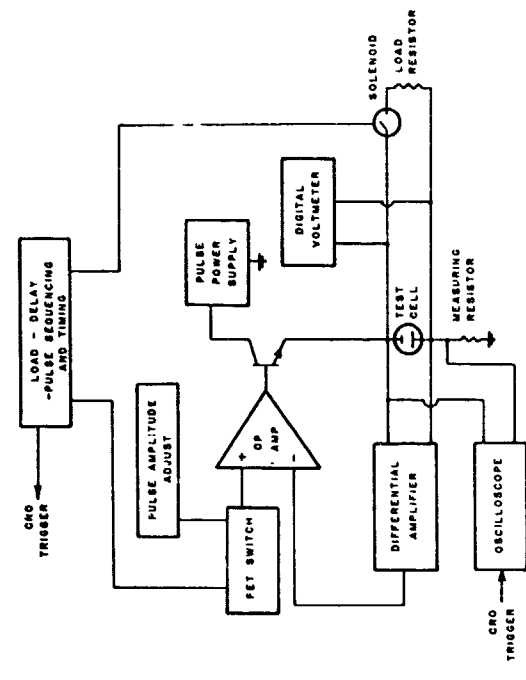 LOAD - DELAY
-PULSE SEQUENCING
AND TIMING
CRO
TRIGGER
SOLENOID
LOAD
RESISTOR
PULSE
POWER
SUPPLY
DIGITAL
VOLTMETER
PULSE AMPLITUDE
ADJUST
+
OP
AMP
-
FET SWITCH
TEST
CELL
MEASURING
RESISTOR
DIFFERENTIAL
AMPLIFIER
OSCILLOSCOPE
CRO
TRIGGER